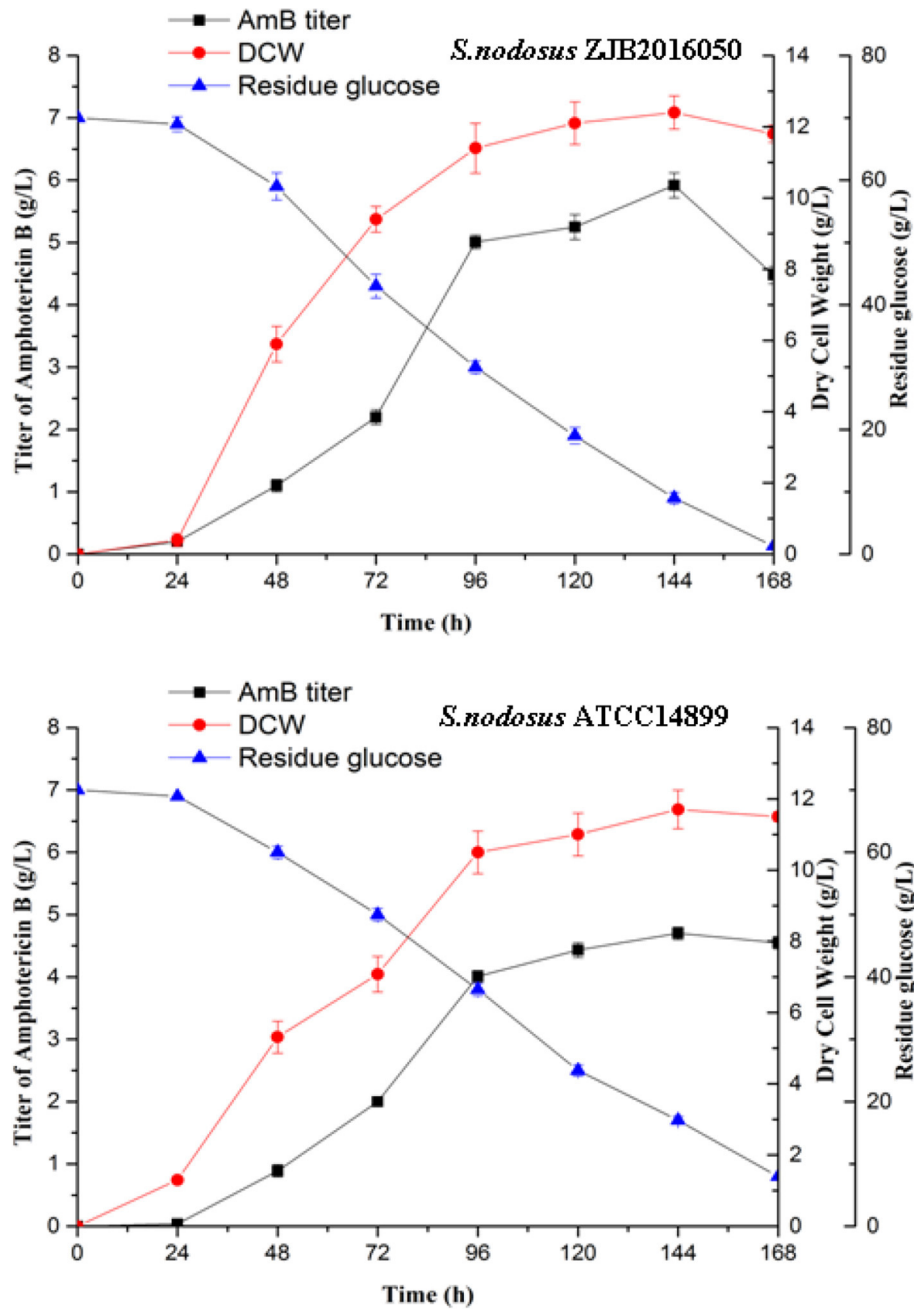 AmB titer
DCW
Residue glucose
S.nodosus ZJB2016050
8
7
6
5
4
3
2
1
0
Titer of Amphotericin B (g/L)
14
12
10
8
6
4
2
0
Dry Cell Weight (g/L)
80
60
40
20
0
Residue glucose (g/L)
0 24 48 72 96 120 144 168
Time (h)
AmB titer
DCW
Residue glucose
S.nodosus ATCC14899
8
7
6
5
4
3
2
1
0
Titer of Amphotericin B (g/L)
14
12
10
8
6
4
2
0
Dry Cell Weight (g/L)
80
60
40
20
0
Residue glucose (g/L)
0 24 48 72 96 120 144 168
Time (h)